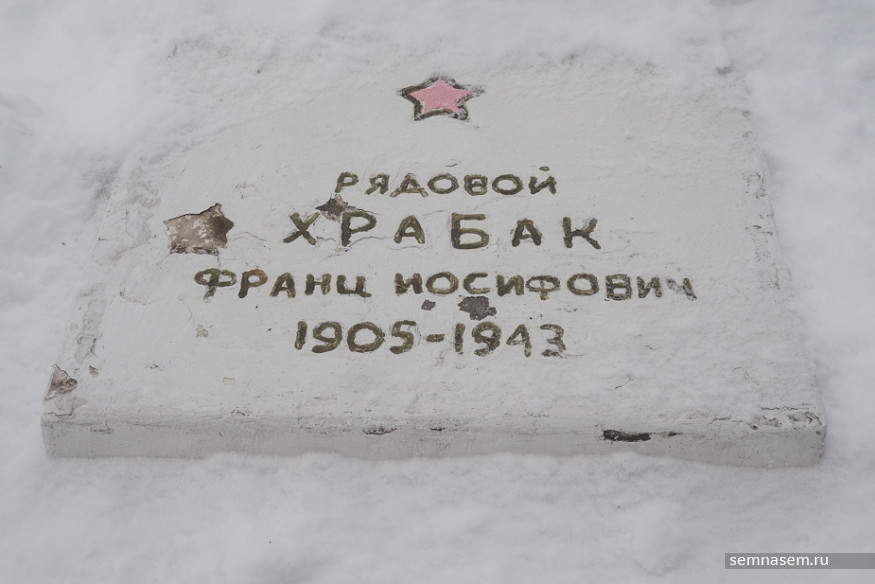 РЯДОВОЙ
ХРАБАК
ФРАНЦ ИОСИФОВИЧ
1905-1943
semnasem.ru